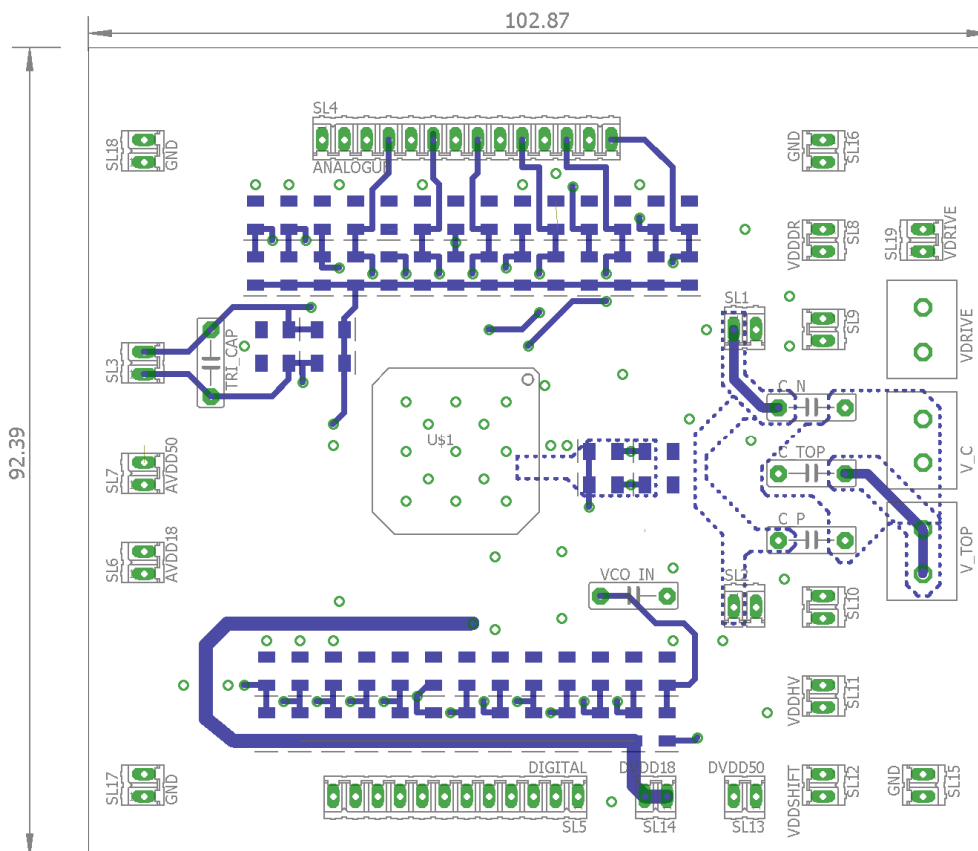 102.87
92.39
SL4
ANALOGUE
SL18
GND
GND
SL16
VDDDR
SL8
SL19
VDRIVE
SL1
SL9
VDRIVE
SL3
TRI_CAP
C_N
U$1
C_TOP
V_C
SL7
AVDD50
C_P
V_TOP
SL6
AVDD18
VCO_IN
SL2
SL10
VDDHV
SL11
DIGITAL
DVDD18
DVDD50
SL17
GND
VDDSHIFT
SL12
GND
SL15
SL5
SL14
SL13